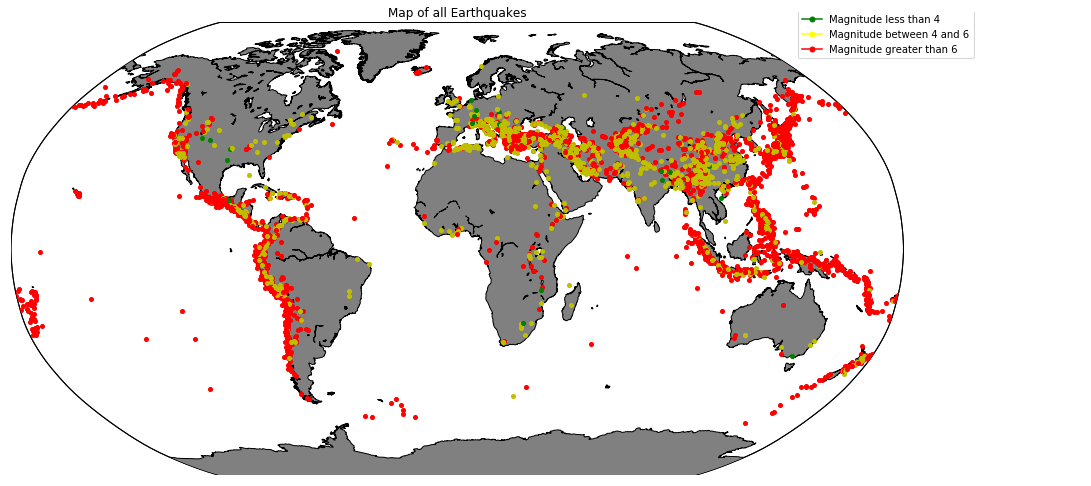 Map of all Earthquakes
Magnitude less than 4
Magnitude between 4 and 6
Magnitude greater than 6